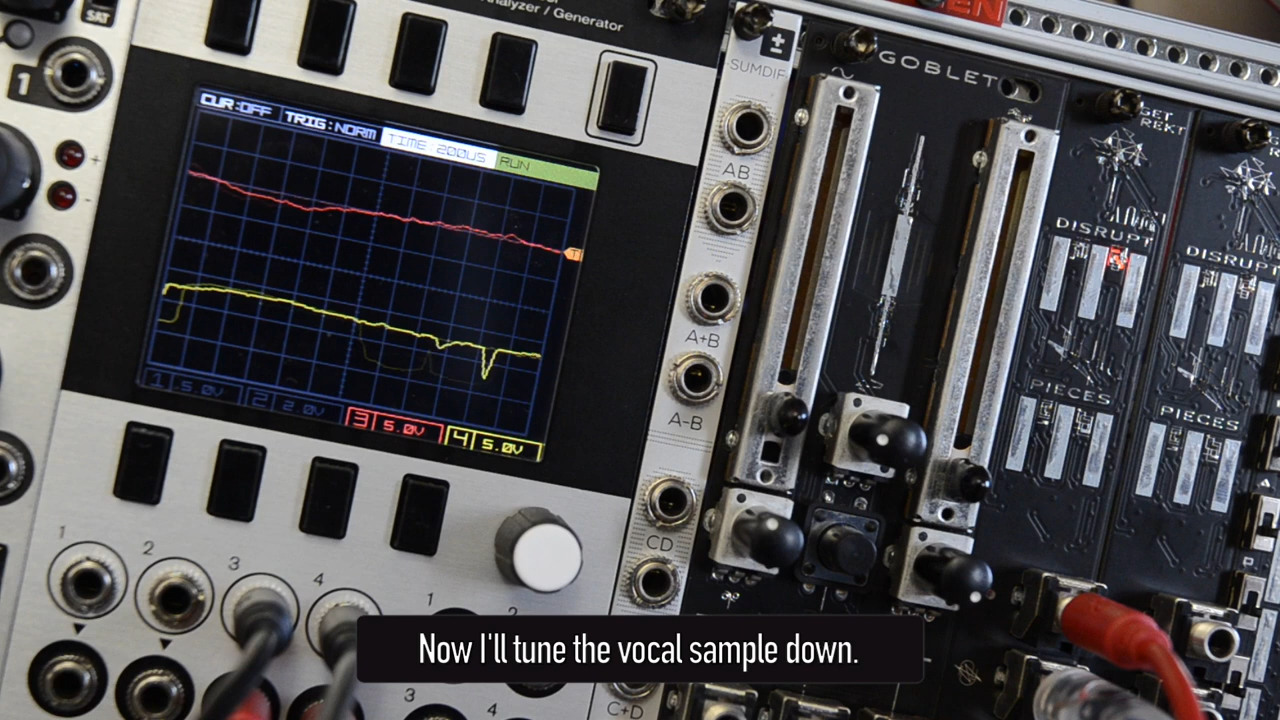 SAT
Analyzer / Generator
1
+
-
CUR:OFF TRIG:NORM TIME:200US RUN
1
1 5.0V 2 2.0V 3 5.0V 4 5.0V
1 2 3 4
1 2
3 4
±
SUMDIF
AB
A+B
A-B
CD
C+D
GOBLET
GET
REKT
DISRUPT
PIECES
DISRUPT
PIECES
Now I'll tune the vocal sample down.